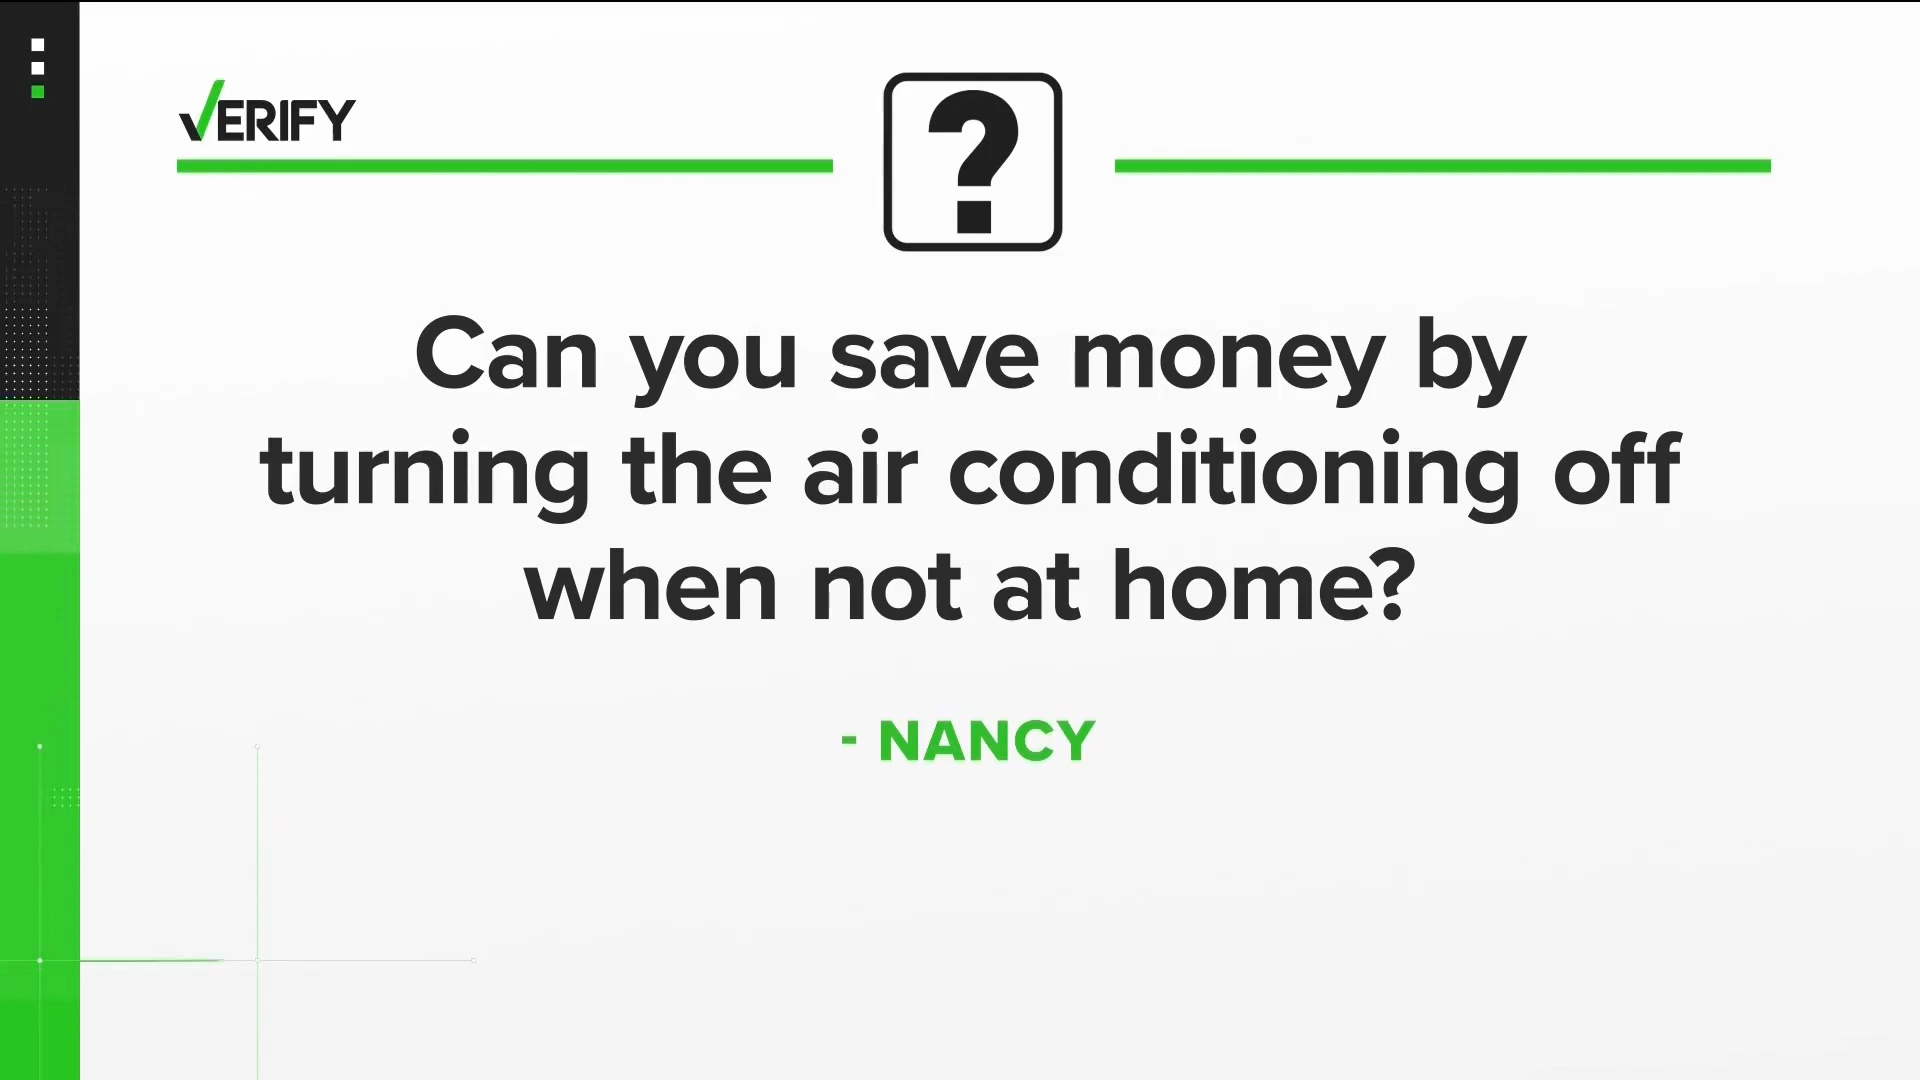 VERIFY
?
Can you save money by
turning the air conditioning off
when not at home?
- NANCY